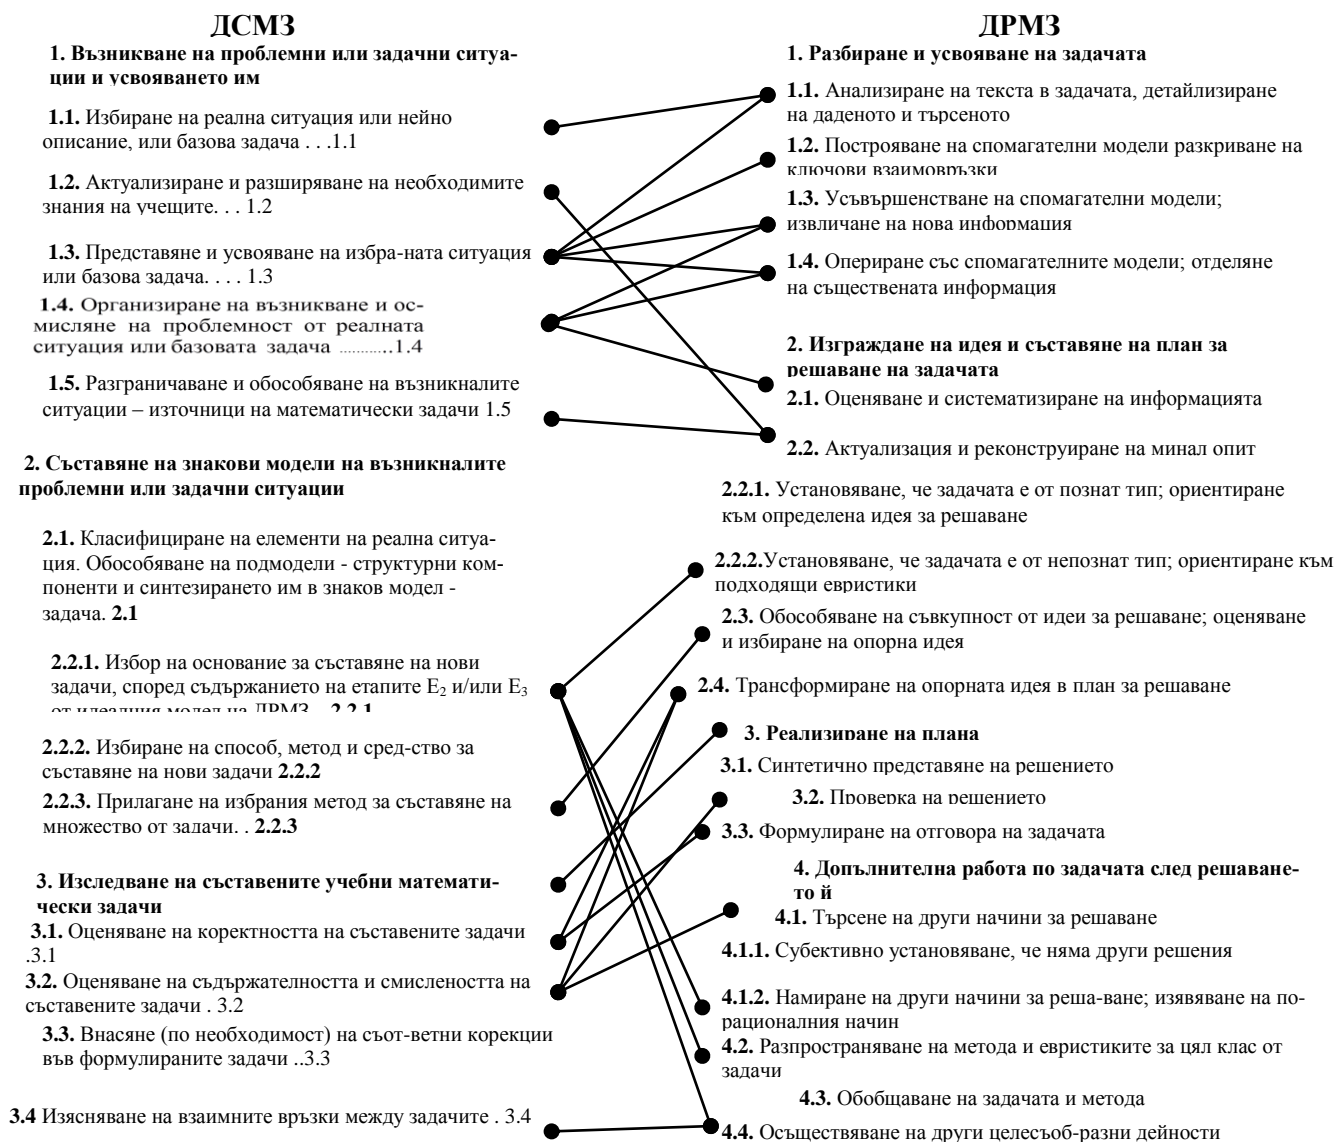 ДСМЗ
1. Възникване на проблемни или задачни ситуа-
ции и усвояването им
1.1. Избиране на реална ситуация или нейно
описание, или базова задача . . .1.1
1.2. Актуализиране и разширяване на необходимите
знания на учещите. . . 1.2
1.3. Представяне и усвояване на избра-ната ситуация
или базова задача. . . . 1.3
1.4. Организиране на възникване и ос-
мисляне на проблемност от реалната
ситуация или базовата задача ...........1.4
1.5. Разграничаване и обособяване на възникналите
ситуации – източници на математически задачи 1.5
2. Съставяне на знакови модели на възникналите
проблемни или задачни ситуации
2.1. Класифициране на елементи на реална ситуа-
ция. Обособяване на подмодели - структурни ком-
поненти и синтезирането им в знаков модел -
задача. 2.1
2.2.1. Избор на основание за съставяне на нови
задачи, според съдържанието на етапите Е2 и/или Е3
от идеалния модел на ДРМЗ 2.2.1
2.2.2. Избиране на способ, метод и сред-ство за
съставяне на нови задачи 2.2.2
2.2.3. Прилагане на избрания метод за съставяне на
множество от задачи. . 2.2.3
3. Изследване на съставените учебни математи-
чески задачи
3.1. Оценяване на коректността на съставените задачи
.3.1
3.2. Оценяване на съдържателността и смислеността на
съставените задачи . 3.2
3.3. Внасяне (по необходимост) на съот-ветни корекции
във формулираните задачи ..3.3
3.4 Изясняване на взаимните връзки между задачите . 3.4
ДРМЗ
1. Разбиране и усвояване на задачата
1.1. Анализиране на текста в задачата, детайлизиране
на даденото и търсеното
1.2. Построяване на спомагателни модели разкриване на
ключови взаимовръзки
1.3. Усъвършенстване на спомагателни модели;
извличане на нова информация
1.4. Опериране със спомагателните модели; отделяне
на съществената информация
2. Изграждане на идея и съставяне на план за
решаване на задачата
2.1. Оценяване и систематизиране на информацията
2.2. Актуализация и реконструиране на минал опит
2.2.1. Установяване, че задачата е от познат тип; ориентиране
към определена идея за решаване
2.2.2.Установяване, че задачата е от непознат тип; ориентиране към
подходящи евристики
2.3. Обособяване на съвкупност от идеи за решаване; оценяване
и избиране на опорна идея
2.4. Трансформиране на опорната идея в план за решаване
3. Реализиране на плана
3.1. Синтетично представяне на решението
3.2. Проверка на решението
3.3. Формулиране на отговора на задачата
4. Допълнителна работа по задачата след решаване-
то й
4.1. Търсене на други начини за решаване
4.1.1. Субективно установяване, че няма други решения
4.1.2. Намиране на други начини за реша-ване; изявяване на по-
рационалния начин
4.2. Разпространяване на метода и евристиките за цял клас от
задачи
4.3. Обобщаване на задачата и метода
4.4. Осъществяване на други целесъоб-разни дейности